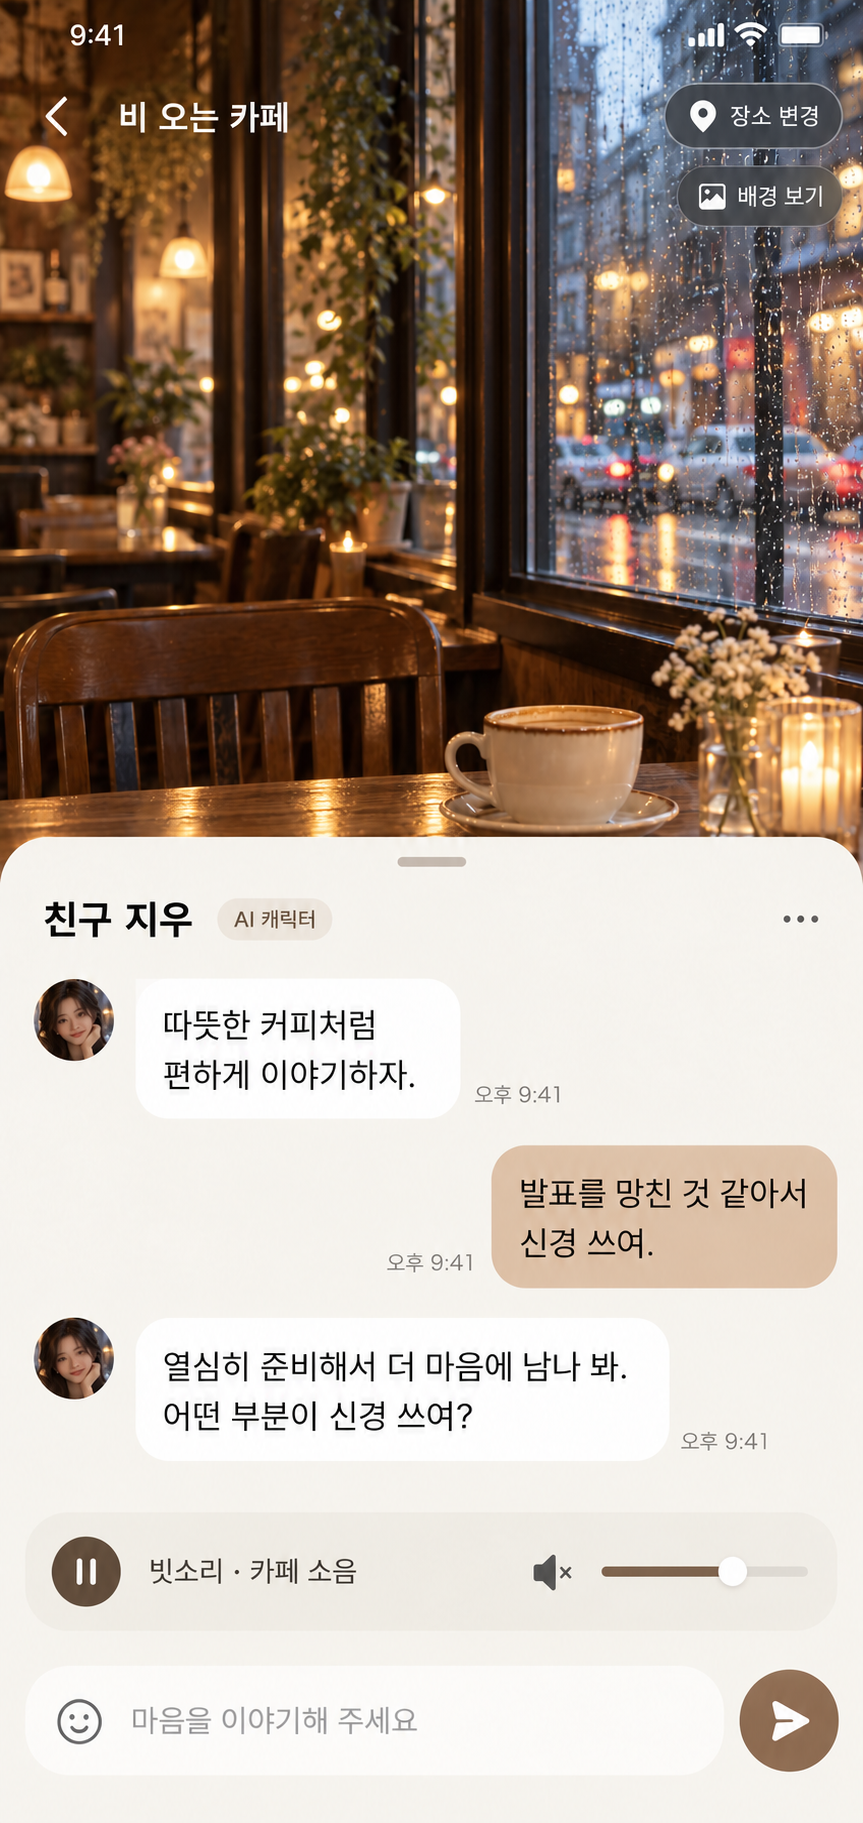 9:41
비 오는 카페
장소 변경
배경 보기
친구 지우
AI 캐릭터
따뜻한 커피처럼
편하게 이야기하자.
오후 9:41
발표를 망친 것 같아서
신경 쓰여.
오후 9:41
열심히 준비해서 더 마음에 남나 봐.
어떤 부분이 신경 쓰여?
오후 9:41
빗소리 · 카페 소음
마음을 이야기해 주세요